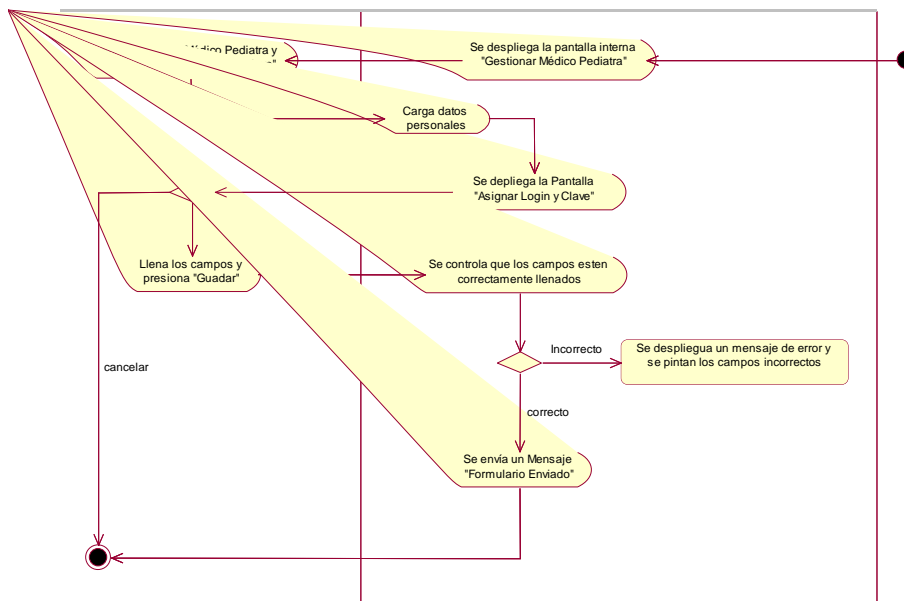 Médico Pediatra y
Se despliega la pantalla interna
"Gestionar Médico Pediatra"
Carga datos
personales
Se depliega la Pantalla
"Asignar Login y Clave"
Llena los campos y
presiona "Guadar"
Se controla que los campos esten
correctamente llenados
Incorrecto
Se despliegua un mensaje de error y
se pintan los campos incorrectos
cancelar
correcto
Se envía un Mensaje
"Formulario Enviado"